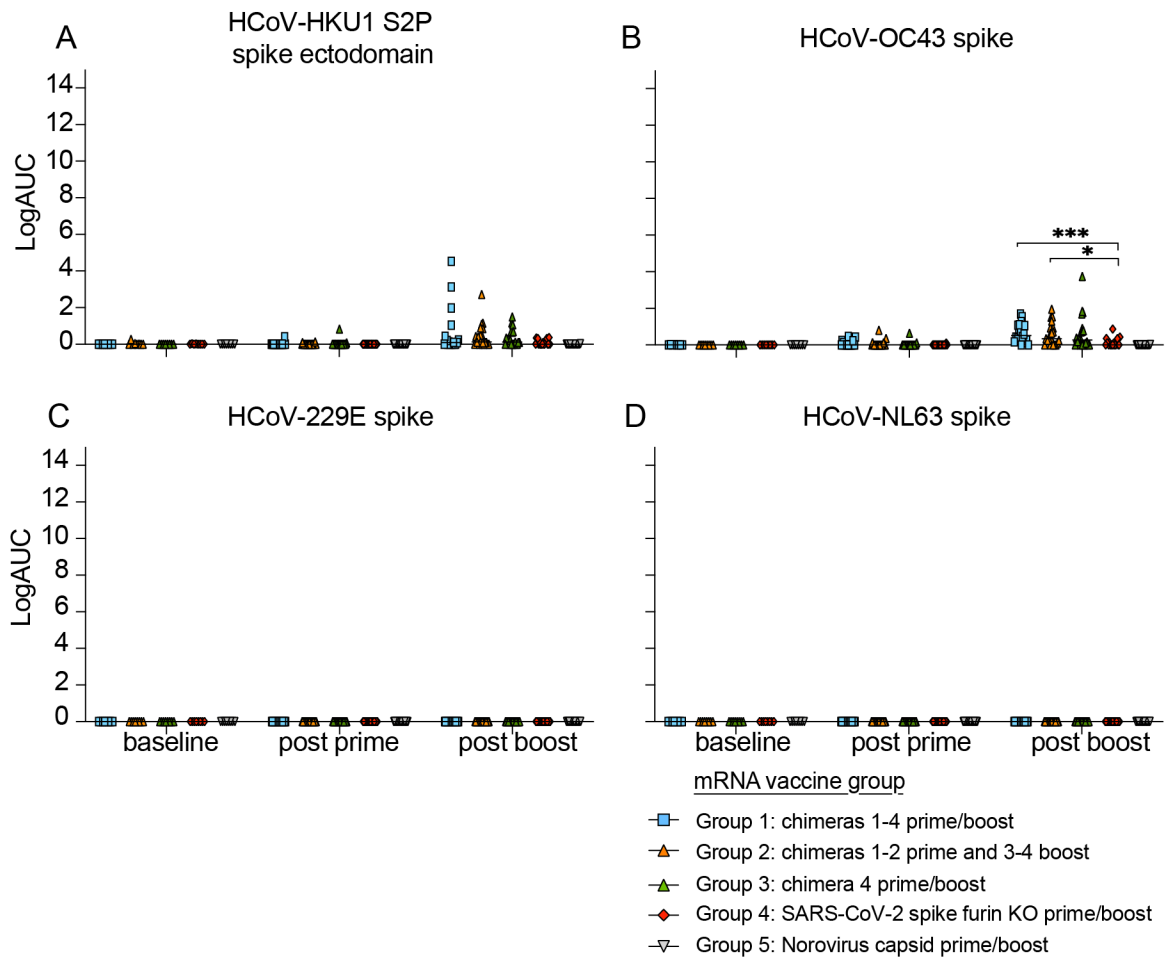 A
HCoV-HKU1 S2P
spike ectodomain
LogAUC
14
12
10
8
6
4
2
0
B
HCoV-OC43 spike
***
*
C
HCoV-229E spike
LogAUC
14
12
10
8
6
4
2
0
baseline
post prime
post boost
D
HCoV-NL63 spike
baseline
post prime
post boost
mRNA vaccine group
Group 1: chimeras 1-4 prime/boost
Group 2: chimeras 1-2 prime and 3-4 boost
Group 3: chimera 4 prime/boost
Group 4: SARS-CoV-2 spike furin KO prime/boost
Group 5: Norovirus capsid prime/boost